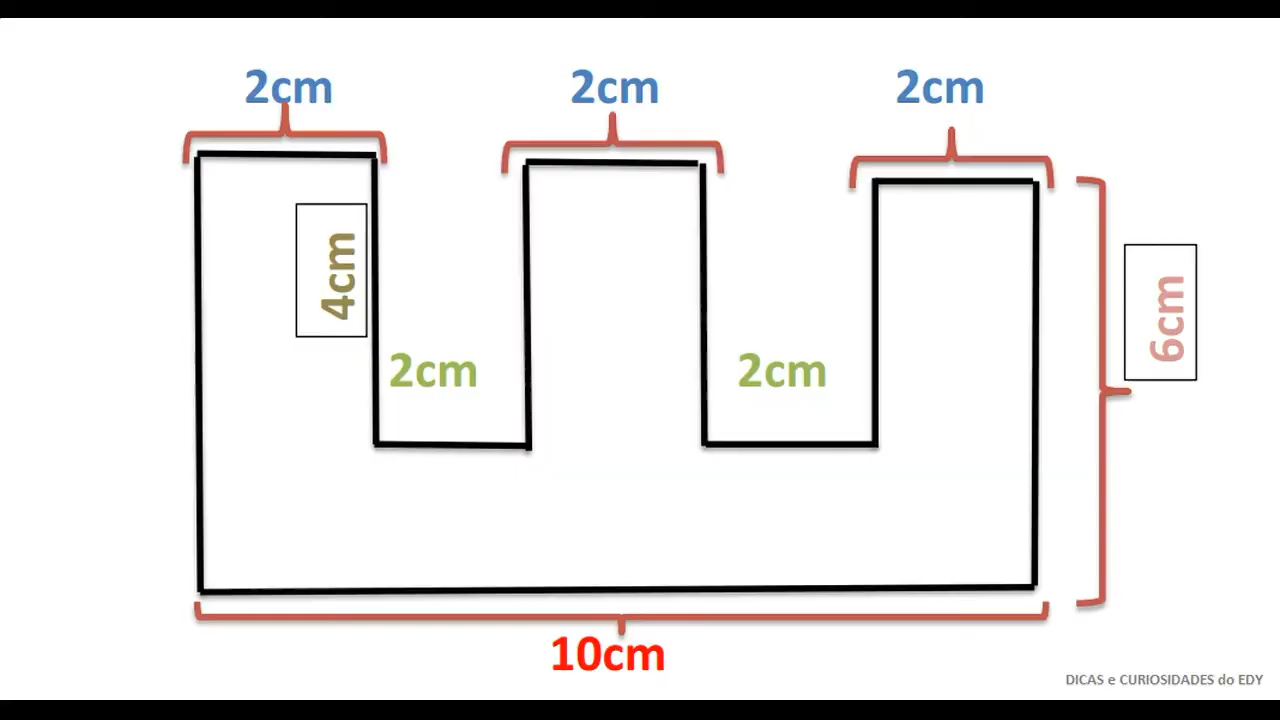 2cm 2cm 2cm
4cm
6cm
2cm 2cm
10cm
DICAS e CURIOSIDADES do EDY